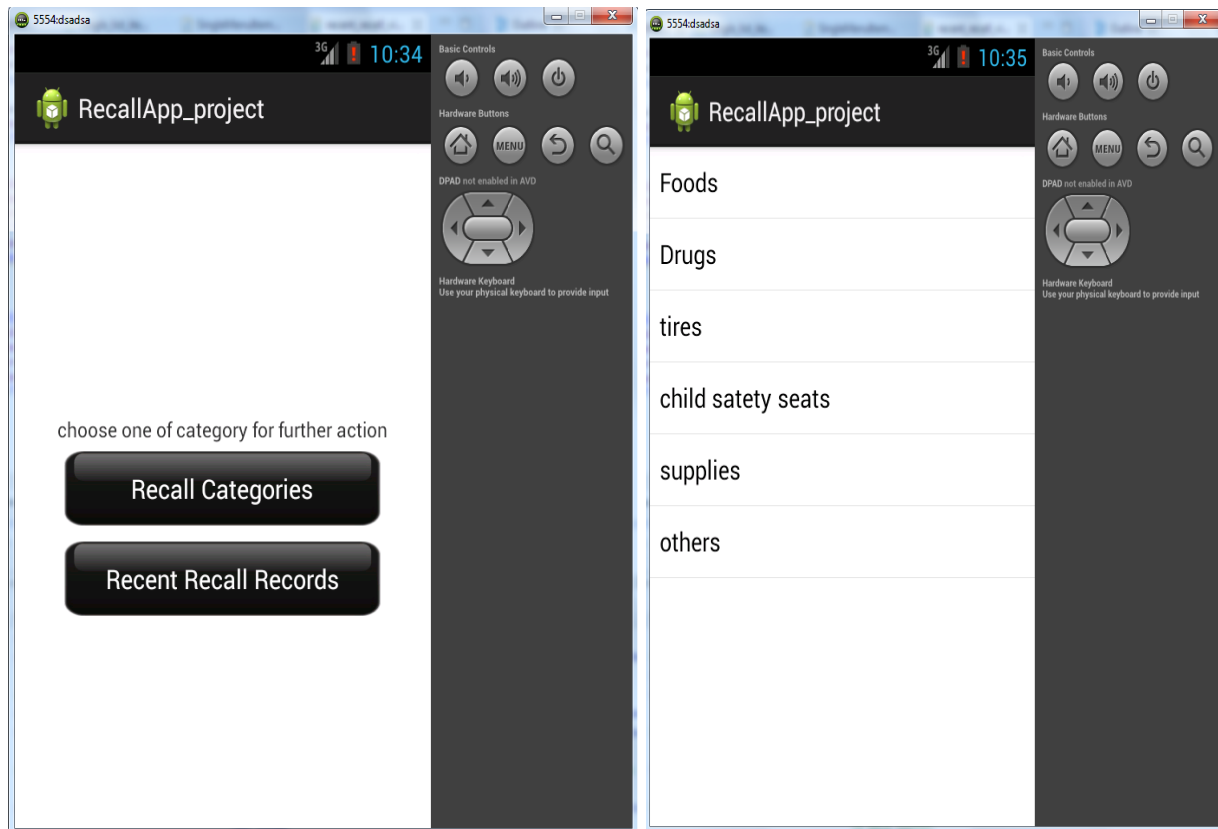 5554:dsadsa
3G 10:34
RecallApp_project
choose one of category for further action
Recall Categories
Recent Recall Records
Basic Controls
Hardware Buttons
MENU
DPAD not enabled in AVD
Hardware Keyboard
Use your physical keyboard to provide input
5554:dsadsa
3G 10:35
RecallApp_project
Foods
Drugs
tires
child satety seats
supplies
others
Basic Controls
Hardware Buttons
MENU
DPAD not enabled in AVD
Hardware Keyboard
Use your physical keyboard to provide input